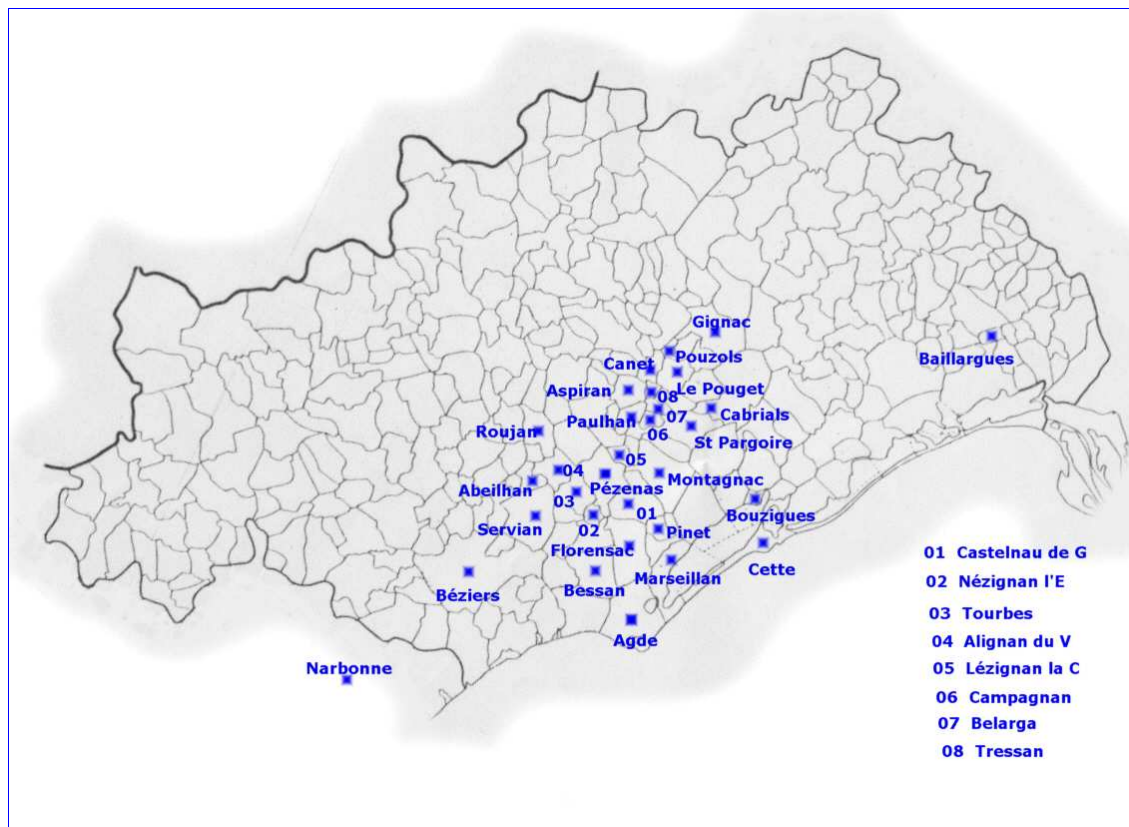 Gignac
Pouzols
Baillargues
Canet
Le Pouget
Aspiran
08
Cabrials
07
Paulhan
06
Roujan
St Pargoire
05
04
Montagnac
Pézenas
Abeilhan
03
01
Bouzigues
Servian
02
Pinet
Florensac
Marseillan
Cette
Bessan
Béziers
Agde
Narbonne
01 Castelnau de G
02 Nézignan l'E
03 Tourbes
04 Alignan du V
05 Lézignan la C
06 Campagnan
07 Belarga
08 Tressan